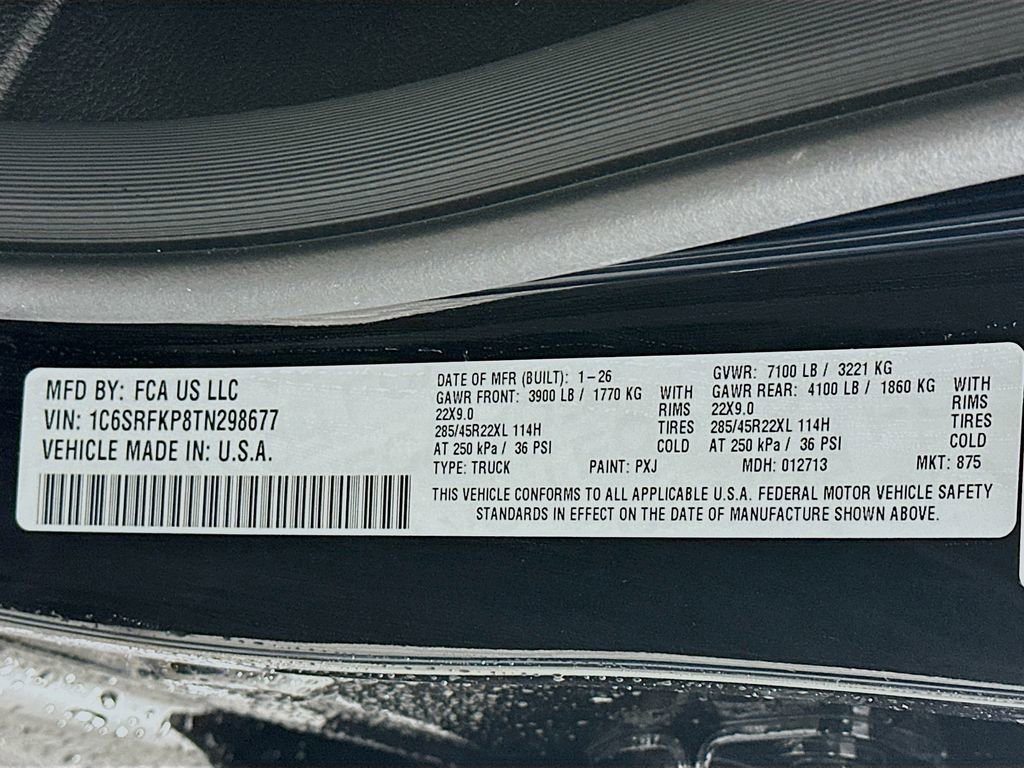 MFD BY: FCA US LLC
VIN: 1C6SRFKP8TN298677
VEHICLE MADE IN: U.S.A.
DATE OF MFR (BUILT): 1-26
GAWR FRONT: 3900 LB / 1770 KG WITH
22X9.0 RIMS
285/45R22XL 114H TIRES
AT 250 kPa / 36 PSI COLD
GVWR: 7100 LB / 3221 KG
GAWR REAR: 4100 LB / 1860 KG WITH
22X9.0 RIMS
285/45R22XL 114H TIRES
AT 250 kPa / 36 PSI COLD
TYPE: TRUCK PAINT: PXJ MDH: 012713 MKT: 875
THIS VEHICLE CONFORMS TO ALL APPLICABLE U.S.A. FEDERAL MOTOR VEHICLE SAFETY
STANDARDS IN EFFECT ON THE DATE OF MANUFACTURE SHOWN ABOVE.